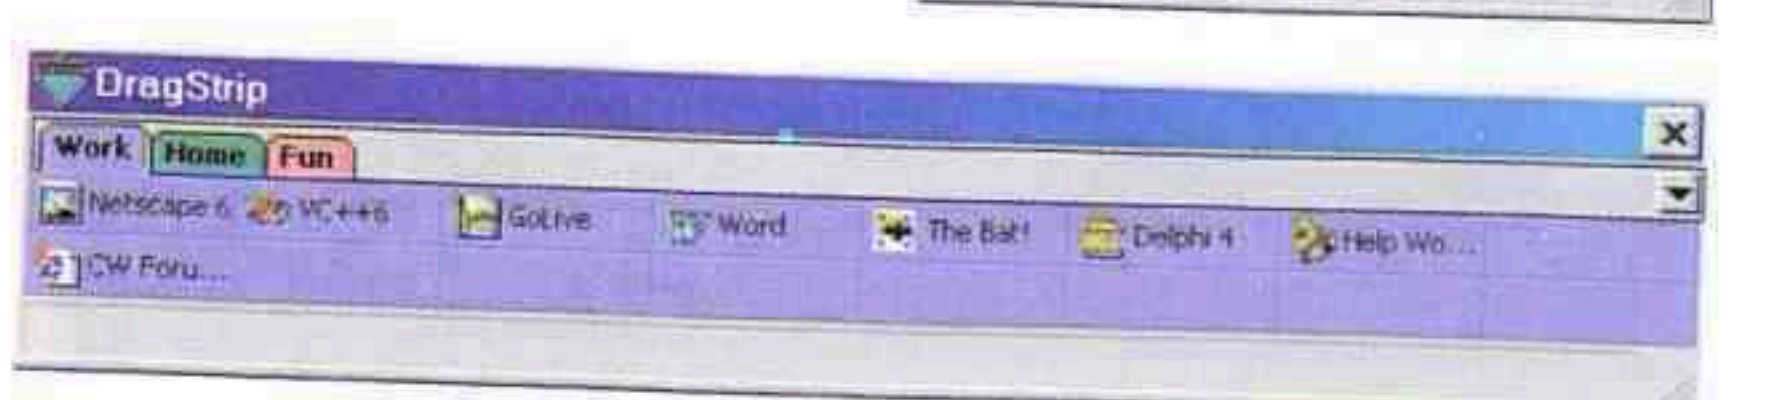 DragStrip
Work Home Fun
Netscape 6 VC++6 GoLive Word The Bat! Delphi 4 Help Wo...
CW Foru...